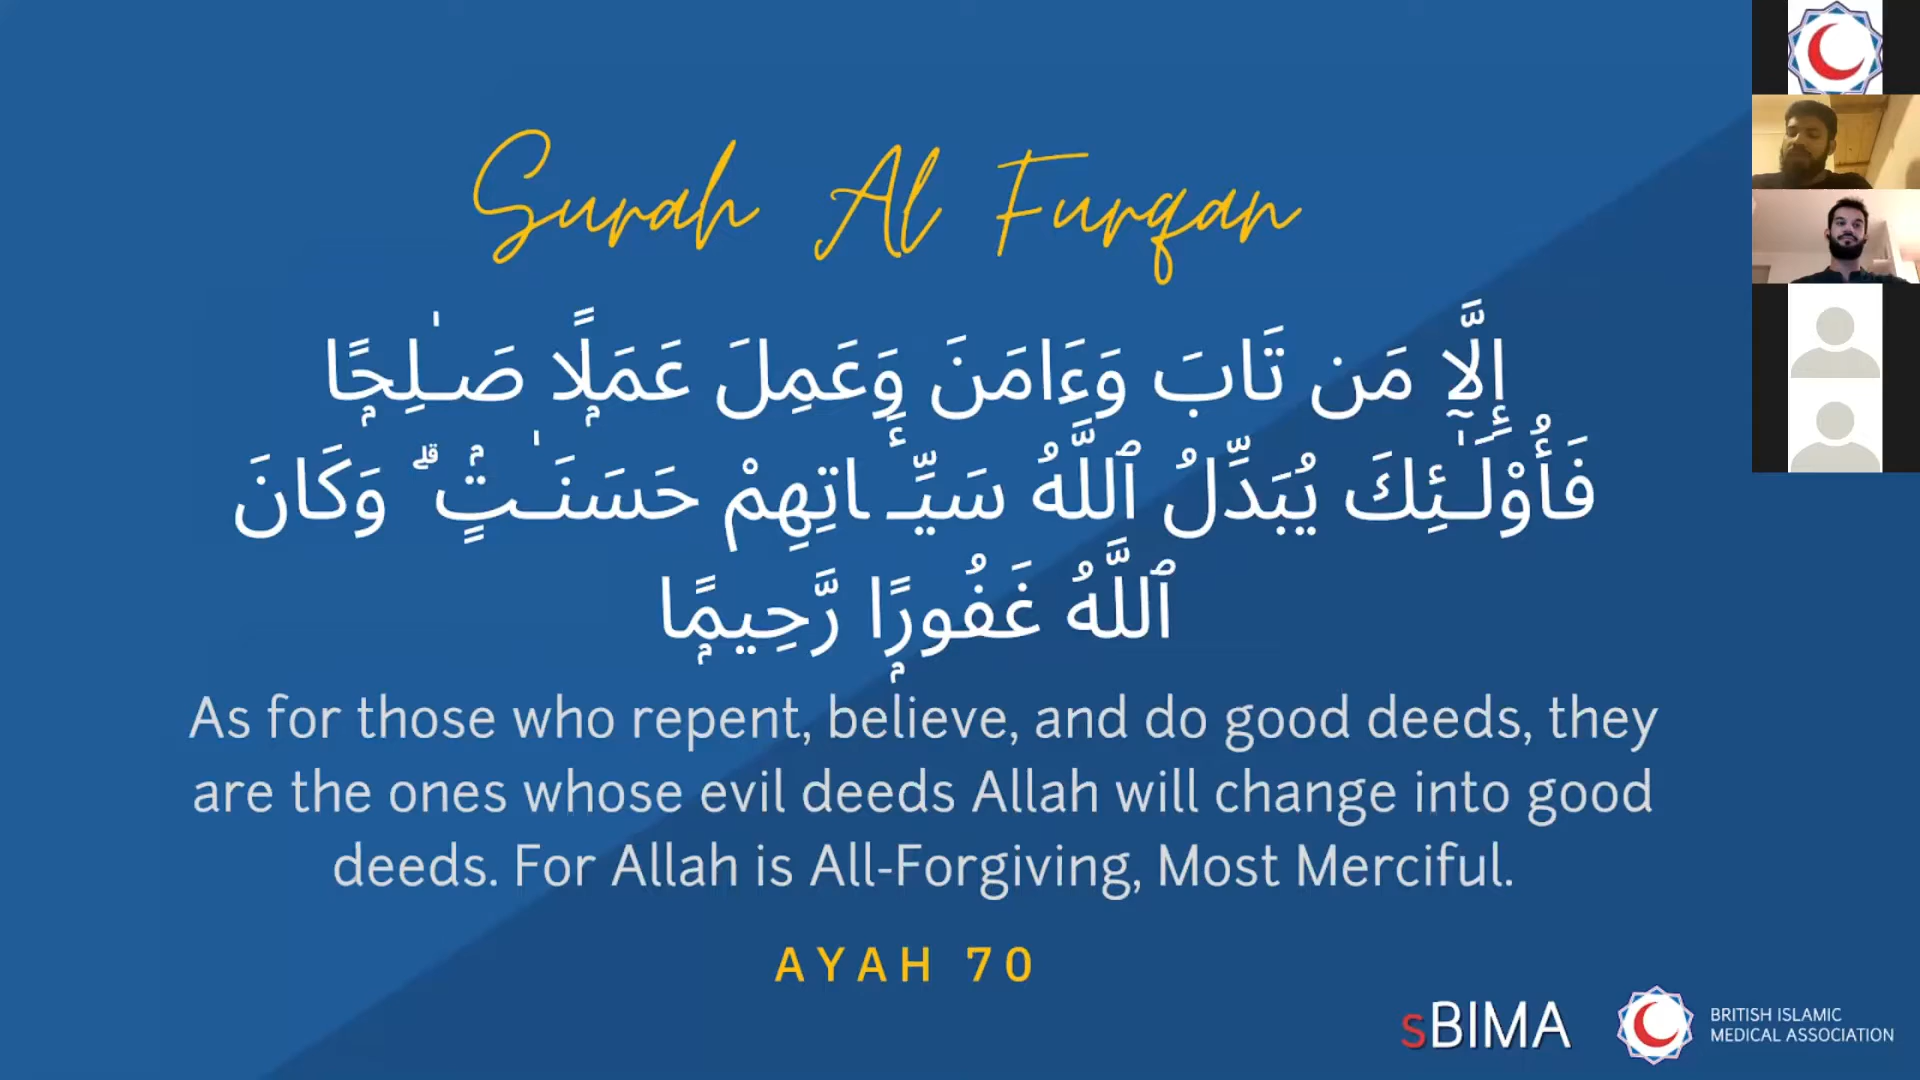 Surah Al Furqan
إِلَّا مَن تَابَ وَءَامَنَ وَعَمِلَ عَمَلٗا صَـٰلِحٗا
فَأُوْلَـٰٓئِكَ يُبَدِّلُ ٱللَّهُ سَيِّـَٔاتِهِمْ حَسَنَـٰتٖۗ وَكَانَ
ٱللَّهُ غَفُورٗا رَّحِيمٗا
As for those who repent, believe, and do good deeds, they
are the ones whose evil deeds Allah will change into good
deeds. For Allah is All-Forgiving, Most Merciful.
AYAH 70
sBIMA
BRITISH ISLAMIC
MEDICAL ASSOCIATION